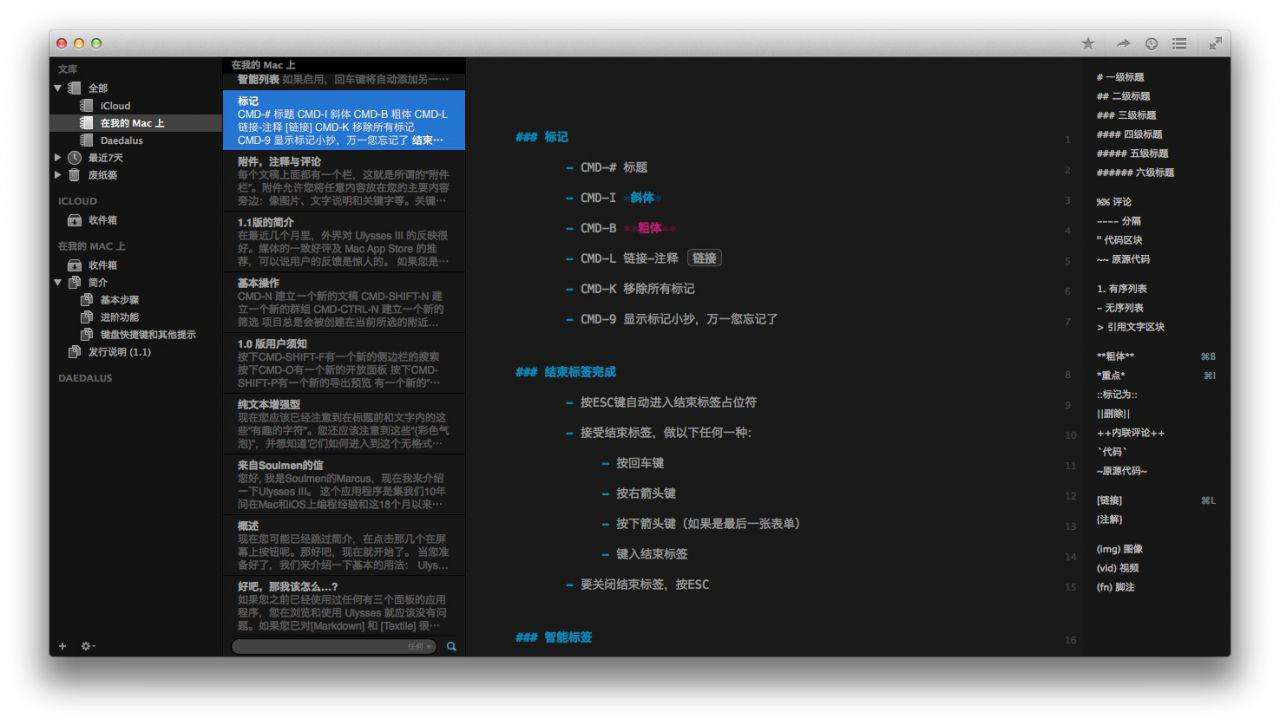 文库
全部
iCloud
在我的 Mac 上
Daedalus
最近7天
废纸篓
ICLOUD
收件箱
在我的 MAC 上
收件箱
简介
基本步骤
进阶功能
键盘快捷键和其他提示
发行说明 (1.1)
DAEDALUS
在我的 Mac 上
智能列表 如果启用，回车键将自动添加另一…
标记
CMD-# 标题 CMD-I 斜体 CMD-B 粗体 CMD-L
链接-注释 [链接] CMD-K 移除所有标记
CMD-9 显示标记小抄，万一您忘记了 结束…
附件，注释与评论
每个文稿上面都有一个栏，这就是所谓的"附件
栏"。附件允许您将任意内容放在您的主要内容
旁边：像图片、文字说明和关键字等。关键…
1.1版的简介
在最近几个月里，外界对 Ulysses III 的反映很
好。媒体的一致好评及 Mac App Store 的推
荐，可以说用户的反馈是惊人的。 如果您是…
基本操作
CMD-N 建立一个新的文稿 CMD-SHIFT-N 建
立一个新的群组 CMD-CTRL-N 建立一个新的
筛选 项目总是会被创建在当前所选的附近…
1.0 版用户须知
按下CMD-SHIFT-F有一个新的侧边栏的搜索
按下CMD-O有一个新的开放面板 按下CMD-
SHIFT-P有一个新的导出预览 有一个新的"…
纯文本增强型
现在您应该已经注意到在标题前和文字内的这
些"有趣的字符"。您还应该注意到这些"(彩色气
泡)"，并想知道它们如何进入到这个无格式…
来自Soulmen的信
您好, 我是Soulmen的Marcus，现在我来介绍
一下Ulysses III。 这个应用程序是集我们10年
间在Mac和iOS上编程经验和这18个月以来…
概述
现在您可能已经跳过简介，在点击那几个在屏
幕上按钮呢。那好吧，现在就开始了。 当您准
备好了，我们来介绍一下基本的用法： Ulys…
好吧，那我该怎么…?
如果您之前已经使用过任何有三个面板的应用
程序，您在浏览和使用 Ulysses 就应该没有问
题。如果您已对[Markdown] 和 [Textile] 很…
任何
### 标记 1
– CMD-# 标题 2
– CMD-I *斜体* 3
– CMD-B **粗体** 4
– CMD-L 链接-注释 链接 5
– CMD-K 移除所有标记 6
– CMD-9 显示标记小抄，万一您忘记了 7
### 结束标签完成 8
– 按ESC键自动进入结束标签占位符 9
– 接受结束标签，做以下任何一种： 10
– 按回车键 11
– 按右箭头键 12
– 按下箭头键（如果是最后一张表单） 13
– 键入结束标签 14
– 要关闭结束标签，按ESC 15
### 智能标签 16
# 一级标题
## 二级标题
### 三级标题
#### 四级标题
##### 五级标题
###### 六级标题
%% 评论
---- 分隔
" 代码区块
~~ 原源代码
1. 有序列表
- 无序列表
> 引用文字区块
**粗体** ⌘B
*重点* ⌘I
::标记为::
||删除||
++内联评论++
`代码`
~原源代码~
[链接] ⌘L
{注解}
(img) 图像
(vid) 视频
(fn) 脚注